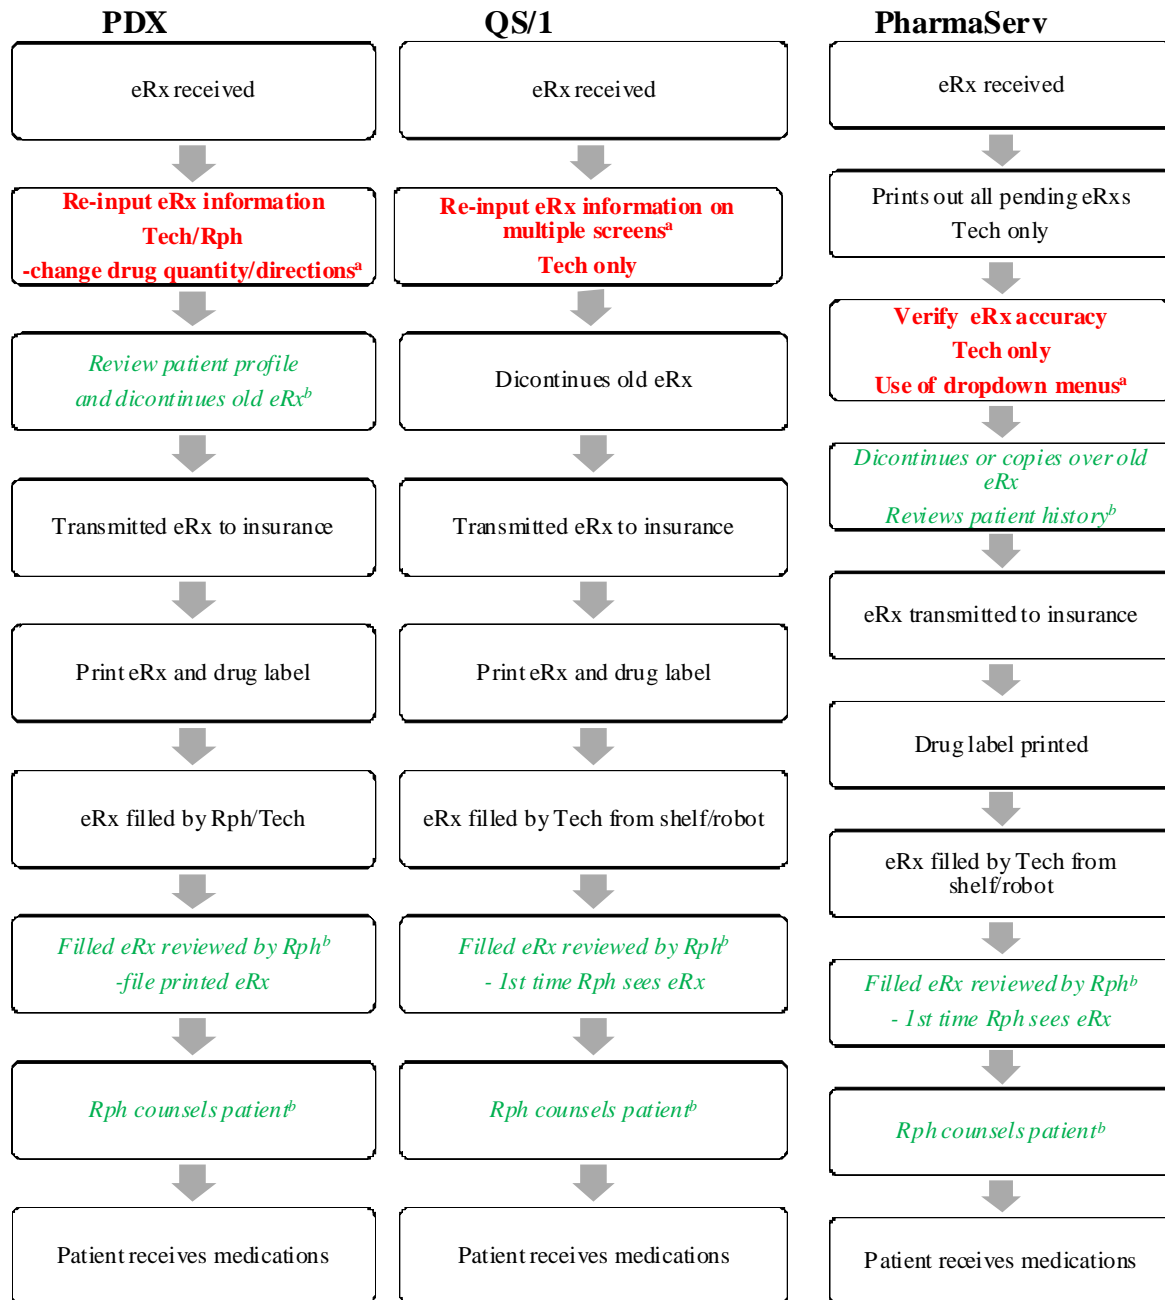 PDX
eRx received
Re-input eRx information
Tech/Rph
-change drug quantity/directionsᵃ
Review patient profile
and dicontinues old eRxᵇ
Transmitted eRx to insurance
Print eRx and drug label
eRx filled by Rph/Tech
Filled eRx reviewed by Rphᵇ
-file printed eRx
Rph counsels patientᵇ
Patient receives medications
QS/1
eRx received
Re-input eRx information on
multiple screensᵃ
Tech only
Dicontinues old eRx
Transmitted eRx to insurance
Print eRx and drug label
eRx filled by Tech from shelf/robot
Filled eRx reviewed by Rphᵇ
- 1st time Rph sees eRx
Rph counsels patientᵇ
Patient receives medications
PharmaServ
eRx received
Prints out all pending eRxs
Tech only
Verify eRx accuracy
Tech only
Use of dropdown menusᵃ
Dicontinues or copies over old
eRx
Reviews patient historyᵇ
eRx transmitted to insurance
Drug label printed
eRx filled by Tech from
shelf/robot
Filled eRx reviewed by Rphᵇ
- 1st time Rph sees eRx
Rph counsels patientᵇ
Patient receives medications